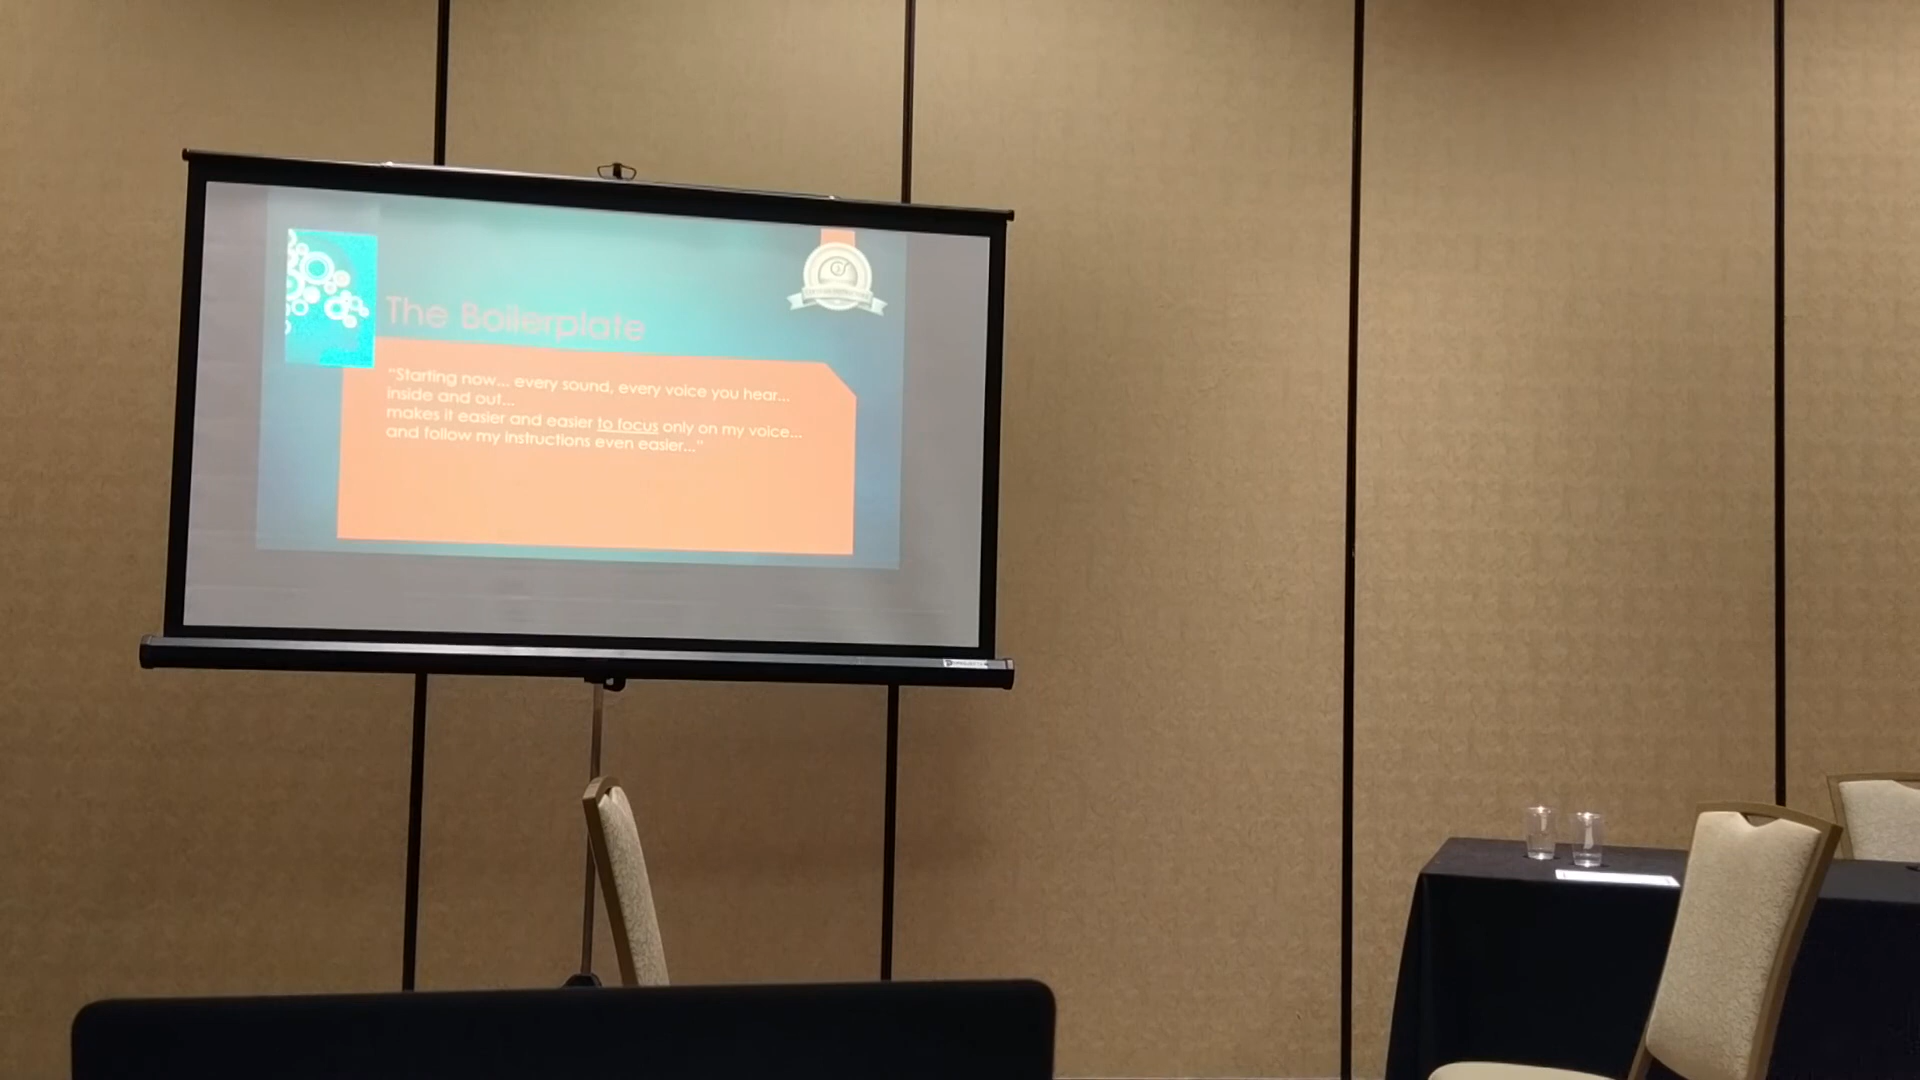 The Boilerplate
"Starting now... every sound, every voice you hear...
inside and out...
makes it easier and easier to focus only on my voice...
and follow my instructions even easier..."